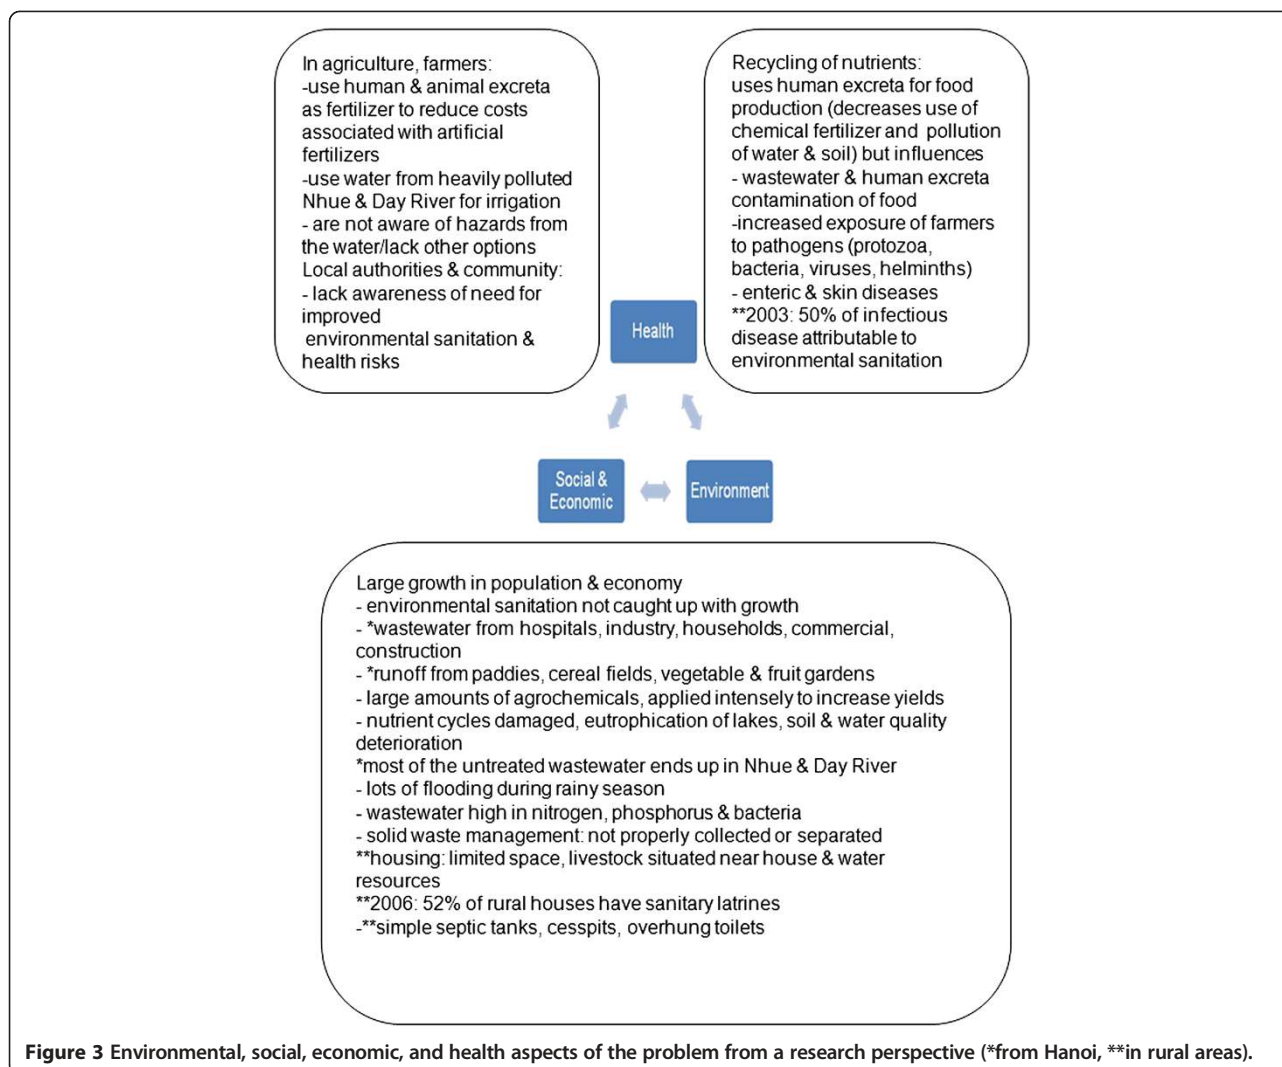 In agriculture, farmers:
-use human & animal excreta
as fertilizer to reduce costs
associated with artificial
fertilizers
-use water from heavily polluted
Nhue & Day River for irrigation
- are not aware of hazards from
the water/lack other options
Local authorities & community:
- lack awareness of need for
improved
environmental sanitation &
health risks
Recycling of nutrients:
uses human excreta for food
production (decreases use of
chemical fertilizer and pollution
of water & soil) but influences
- wastewater & human excreta
contamination of food
-increased exposure of farmers
to pathogens (protozoa,
bacteria, viruses, helminths)
- enteric & skin diseases
**2003: 50% of infectious
disease attributable to
environmental sanitation
Health
Social &
Economic
Environment
Large growth in population & economy
- environmental sanitation not caught up with growth
- *wastewater from hospitals, industry, households, commercial,
construction
- *runoff from paddies, cereal fields, vegetable & fruit gardens
- large amounts of agrochemicals, applied intensely to increase yields
- nutrient cycles damaged, eutrophication of lakes, soil & water quality
deterioration
*most of the untreated wastewater ends up in Nhue & Day River
- lots of flooding during rainy season
- wastewater high in nitrogen, phosphorus & bacteria
- solid waste management: not properly collected or separated
**housing: limited space, livestock situated near house & water
resources
**2006: 52% of rural houses have sanitary latrines
-**simple septic tanks, cesspits, overhung toilets
Figure 3 Environmental, social, economic, and health aspects of the problem from a research perspective (*from Hanoi, **in rural areas).